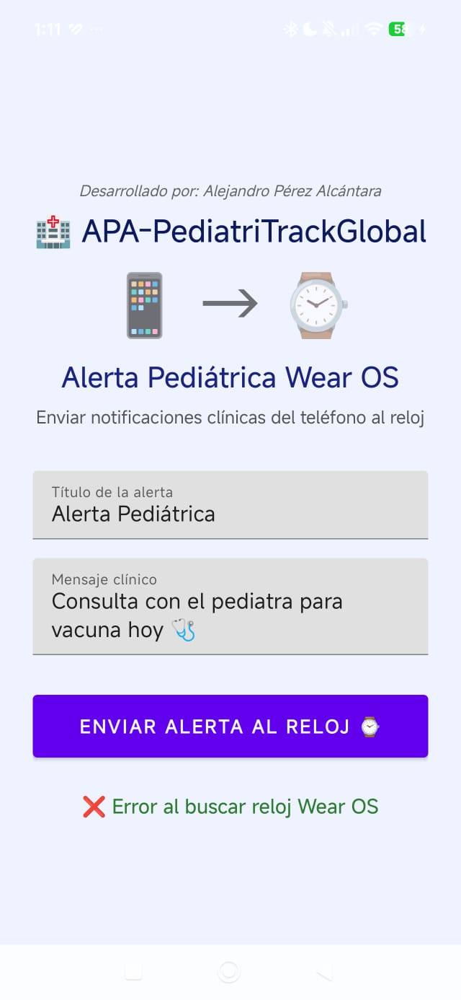 1:11
58
Desarrollado por: Alejandro Pérez Alcántara
🏥 APA-PediatriTrackGlobal
Alerta Pediátrica Wear OS
Enviar notificaciones clínicas del teléfono al reloj
Título de la alerta
Alerta Pediátrica
Mensaje clínico
Consulta con el pediatra para
vacuna hoy 🩺
ENVIAR ALERTA AL RELOJ ⌚
❌ Error al buscar reloj Wear OS